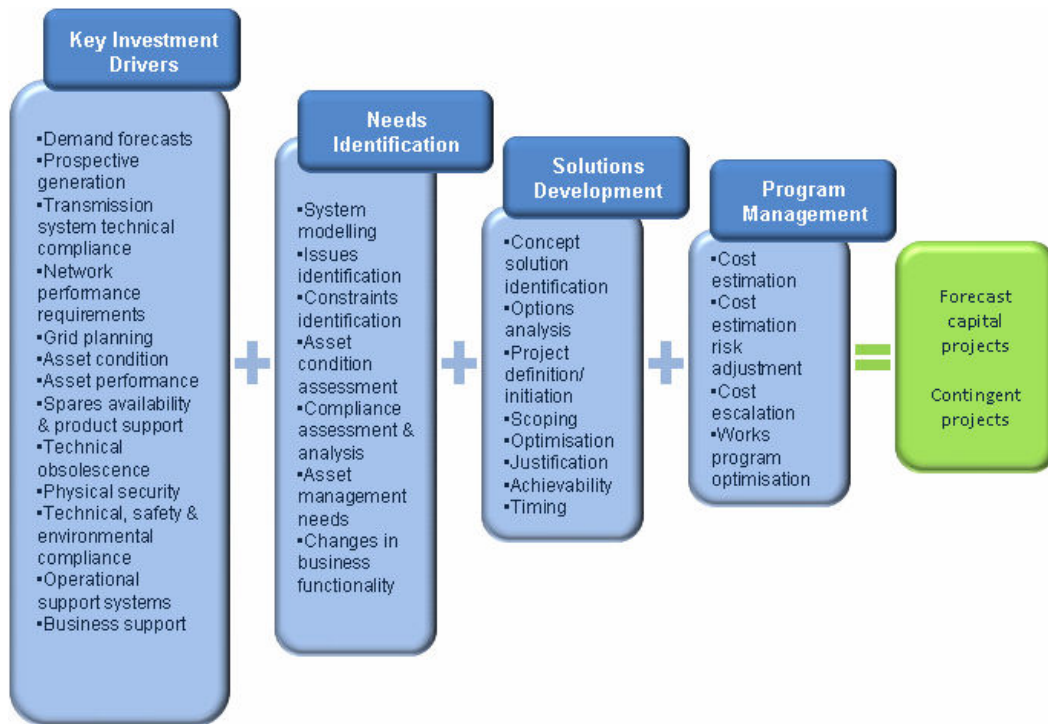 Key Investment
Drivers
▪Demand forecasts
▪Prospective
generation
▪Transmission
system technical
compliance
▪Network
performance
requirements
▪Grid planning
▪Asset condition
▪Asset performance
▪Spares availability
& product support
▪Technical
obsolescence
▪Physical security
▪Technical, safety &
environmental
compliance
▪Operational
support systems
▪Business support
Needs
Identification
▪System
modelling
▪Issues
identification
▪Constraints
identification
▪Asset
condition
assessment
▪Compliance
assessment &
analysis
▪Asset
management
needs
▪Changes in
business
functionality
Solutions
Development
▪Concept
solution
identification
▪Options
analysis
▪Project
definition/
initiation
▪Scoping
▪Optimisation
▪Justification
▪Achievability
▪Timing
Program
Management
▪Cost
estimation
▪Cost
estimation
risk
adjustment
▪Cost
escalation
▪Works
program
optimisation
Forecast
capital
projects
Contingent
projects